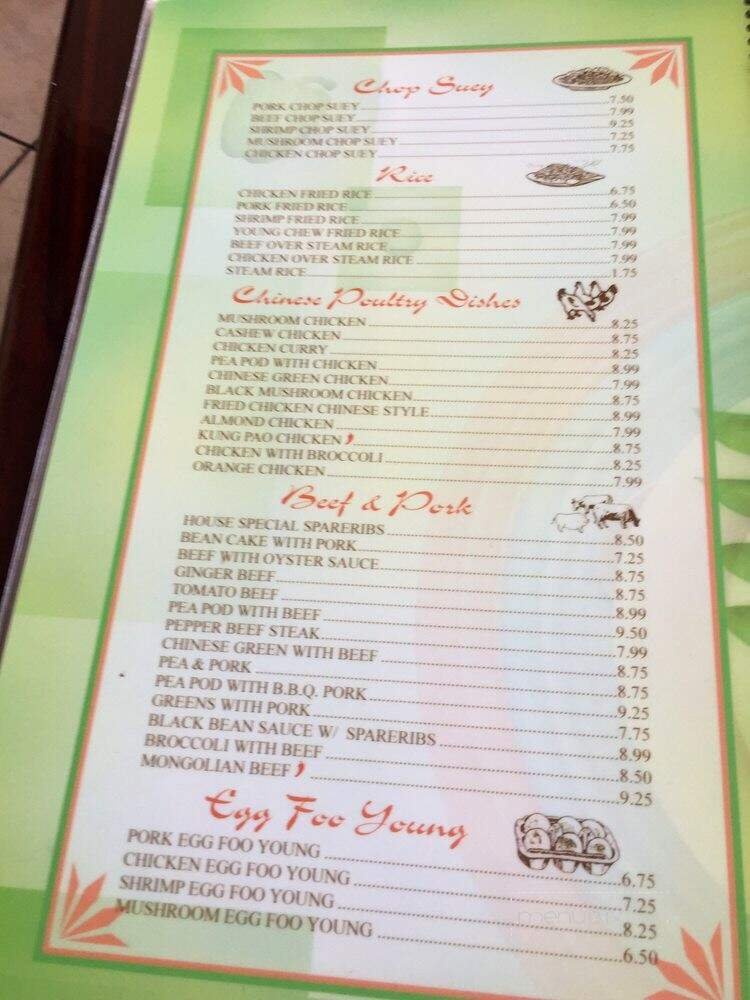 Chop Suey
PORK CHOP SUEY 7.50
BEEF CHOP SUEY 7.99
SHRIMP CHOP SUEY 9.25
MUSHROOM CHOP SUEY 7.25
CHICKEN CHOP SUEY 7.75
Rice
CHICKEN FRIED RICE 6.75
PORK FRIED RICE 6.50
SHRIMP FRIED RICE 7.99
YOUNG CHEW FRIED RICE 7.99
BEEF OVER STEAM RICE 7.99
CHICKEN OVER STEAM RICE 7.99
STEAM RICE 1.75
Chinese Poultry Dishes
MUSHROOM CHICKEN 8.25
CASHEW CHICKEN 8.75
CHICKEN CURRY 8.25
PEA POD WITH CHICKEN 8.99
CHINESE GREEN CHICKEN 7.99
BLACK MUSHROOM CHICKEN 8.75
FRIED CHICKEN CHINESE STYLE 8.99
ALMOND CHICKEN 7.99
KUNG PAO CHICKEN 8.75
CHICKEN WITH BROCCOLI 8.25
ORANGE CHICKEN 7.99
Beef & Pork
HOUSE SPECIAL SPARERIBS 8.50
BEAN CAKE WITH PORK 7.25
BEEF WITH OYSTER SAUCE 8.75
GINGER BEEF 8.75
TOMATO BEEF 8.99
PEA POD WITH BEEF 9.50
PEPPER BEEF STEAK 7.99
CHINESE GREEN WITH BEEF 8.75
PEA & PORK 8.75
PEA POD WITH B.B.Q. PORK 9.25
GREENS WITH PORK 7.75
BLACK BEAN SAUCE W/ SPARERIBS 8.99
BROCCOLI WITH BEEF 8.50
MONGOLIAN BEEF 9.25
Egg Foo Young
PORK EGG FOO YOUNG 6.75
CHICKEN EGG FOO YOUNG 7.25
SHRIMP EGG FOO YOUNG 8.25
MUSHROOM EGG FOO YOUNG 6.50